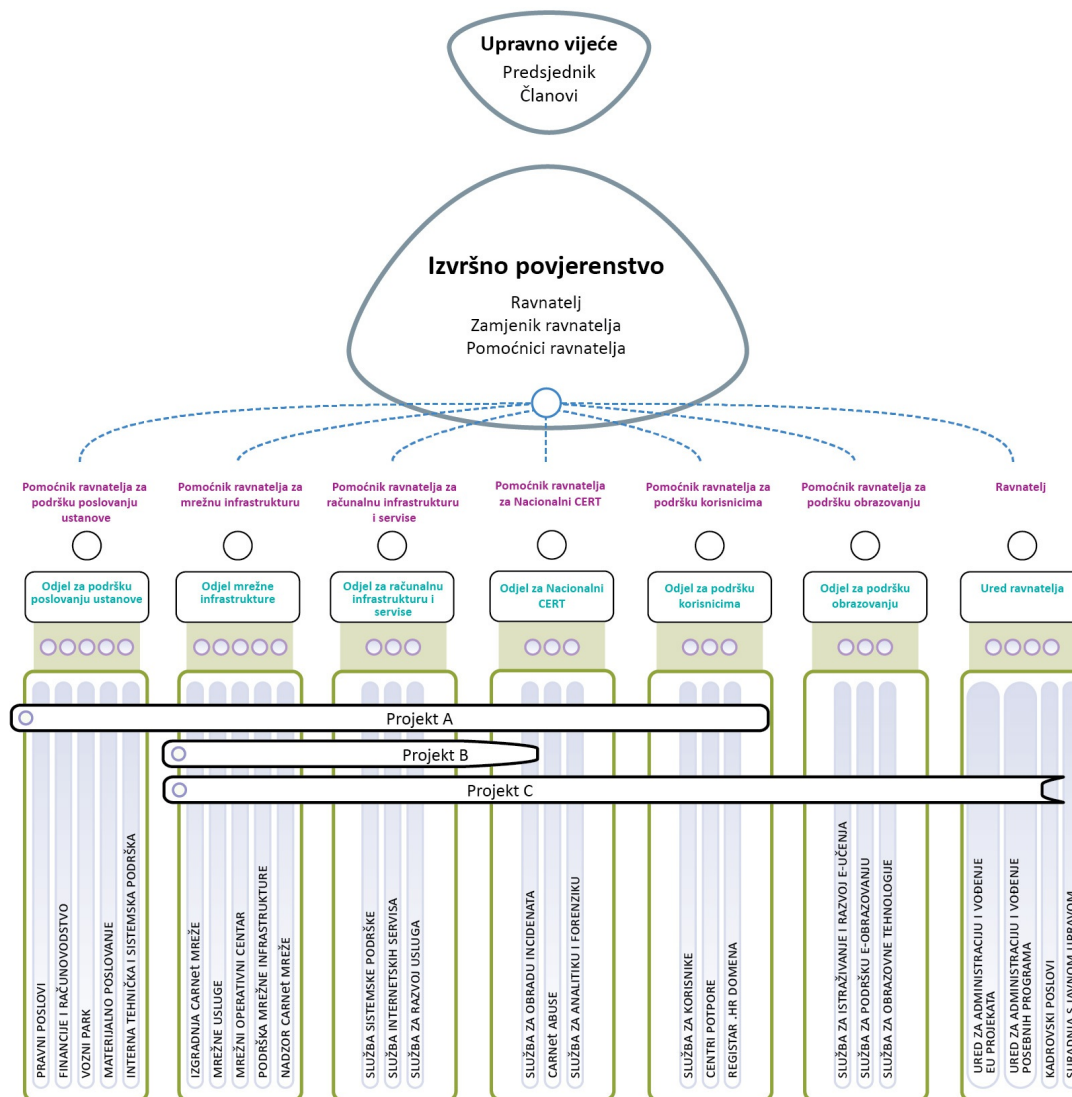 Upravno vijeće
Predsjednik
Članovi
Izvršno povjerenstvo
Ravnatelj
Zamjenik ravnatelja
Pomoćnici ravnatelja
Pomoćnik ravnatelja za
podršku poslovanju
ustanove
Pomoćnik ravnatelja za
mrežnu infrastrukturu
Pomoćnik ravnatelja za
računalnu infrastrukturu
i servise
Pomoćnik ravnatelja
za Nacionalni CERT
Pomoćnik ravnatelja za
podršku korisnicima
Pomoćnik ravnatelja za
podršku obrazovanju
Ravnatelj
Odjel za podršku
poslovanju ustanove
Odjel mrežne
infrastrukture
Odjel za računalnu
infrastrukturu i
servise
Odjel za Nacionalni
CERT
Odjel za podršku
korisnicima
Odjel za podršku
obrazovanju
Ured ravnatelja
Projekt A
Projekt B
Projekt C
PRAVNI POSLOVI
FINANCIJE I RAČUNOVODSTVO
VOZNI PARK
MATERIJALNO POSLOVANJE
INTERNA TEHNIČKA I SISTEMSKA PODRŠKA
IZGRADNJA CARNet MREŽE
MREŽNE USLUGE
MREŽNI OPERATIVNI CENTAR
PODRŠKA MREŽNE INFRASTRUKTURE
NADZOR CARNet MREŽE
SLUŽBA SISTEMSKE PODRŠKE
SLUŽBA INTERNETSKIH SERVISA
SLUŽBA ZA RAZVOJ USLUGA
SLUŽBA ZA OBRADU INCIDENATA
CARNet ABUSE
SLUŽBA ZA ANALITIKU I FORENZIKU
SLUŽBA ZA KORISNIKE
CENTRI POTPORE
REGISTAR .HR DOMENA
SLUŽBA ZA ISTRAŽIVANJE I RAZVOJ E-UČENJA
SLUŽBA ZA PODRŠKU E-OBRAZOVANJU
SLUŽBA ZA OBRAZOVNE TEHNOLOGIJE
URED ZA ADMINISTRACIJU I VOĐENJE
EU PROJEKATA
URED ZA ADMINISTRACIJU I VOĐENJE
POSEBNIH PROGRAMA
KADROVSKI POSLOVI
SURADNJA S JAVNOM UPRAVOM